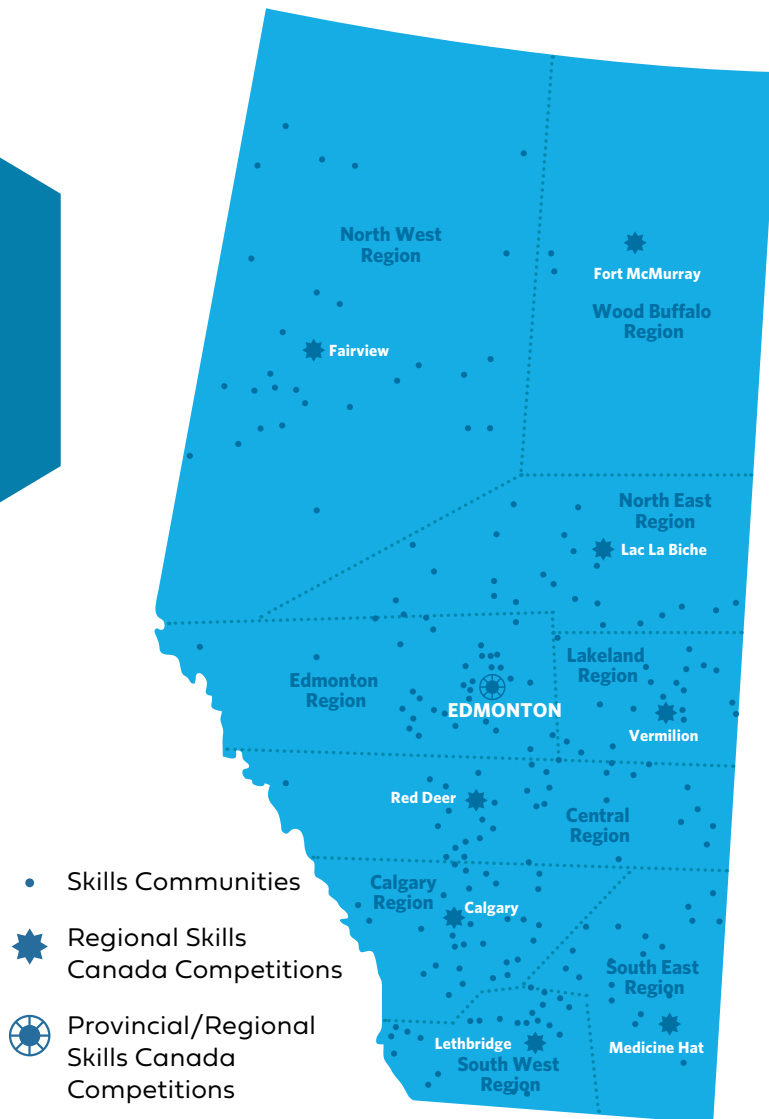 North West
Region
Fort McMurray
Wood Buffalo
Region
Fairview
North East
Region
Lac La Biche
Lakeland
Region
Edmonton
Region
EDMONTON
Vermilion
Red Deer
Central
Region
Calgary
Region
Calgary
South East
Region
Lethbridge
South West
Region
Medicine Hat
Skills Communities
Regional Skills
Canada Competitions
Provincial/Regional
Skills Canada
Competitions